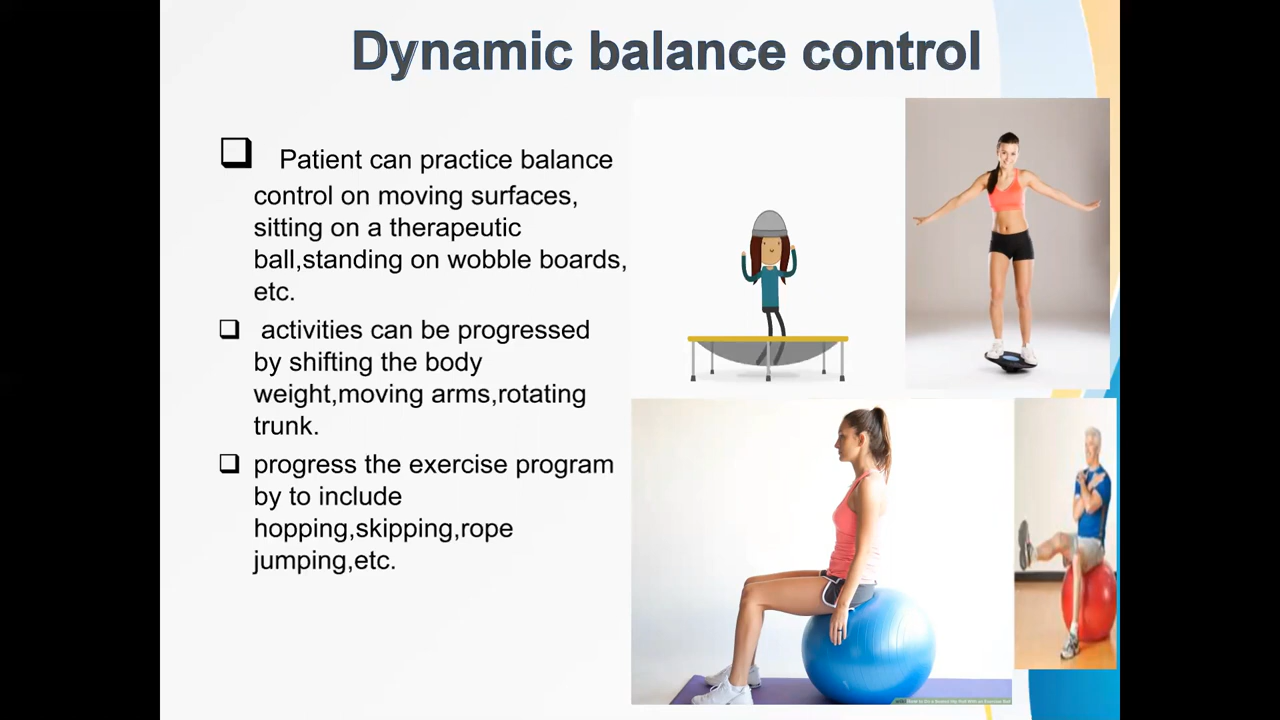 Dynamic balance control
Patient can practice balance
control on moving surfaces,
sitting on a therapeutic
ball,standing on wobble boards,
etc.
activities can be progressed
by shifting the body
weight,moving arms,rotating
trunk.
progress the exercise program
by to include
hopping,skipping,rope
jumping,etc.